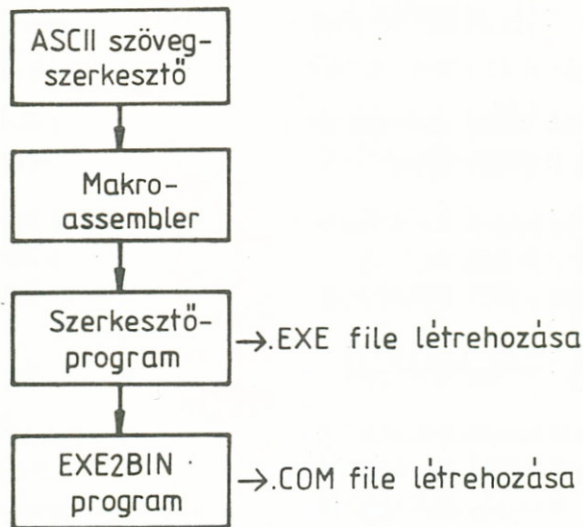 ASCII szöveg-
szerkesztő
Makro-
assembler
Szerkesztő-
program
.EXE file létrehozása
EXE2BIN
program
.COM file létrehozása